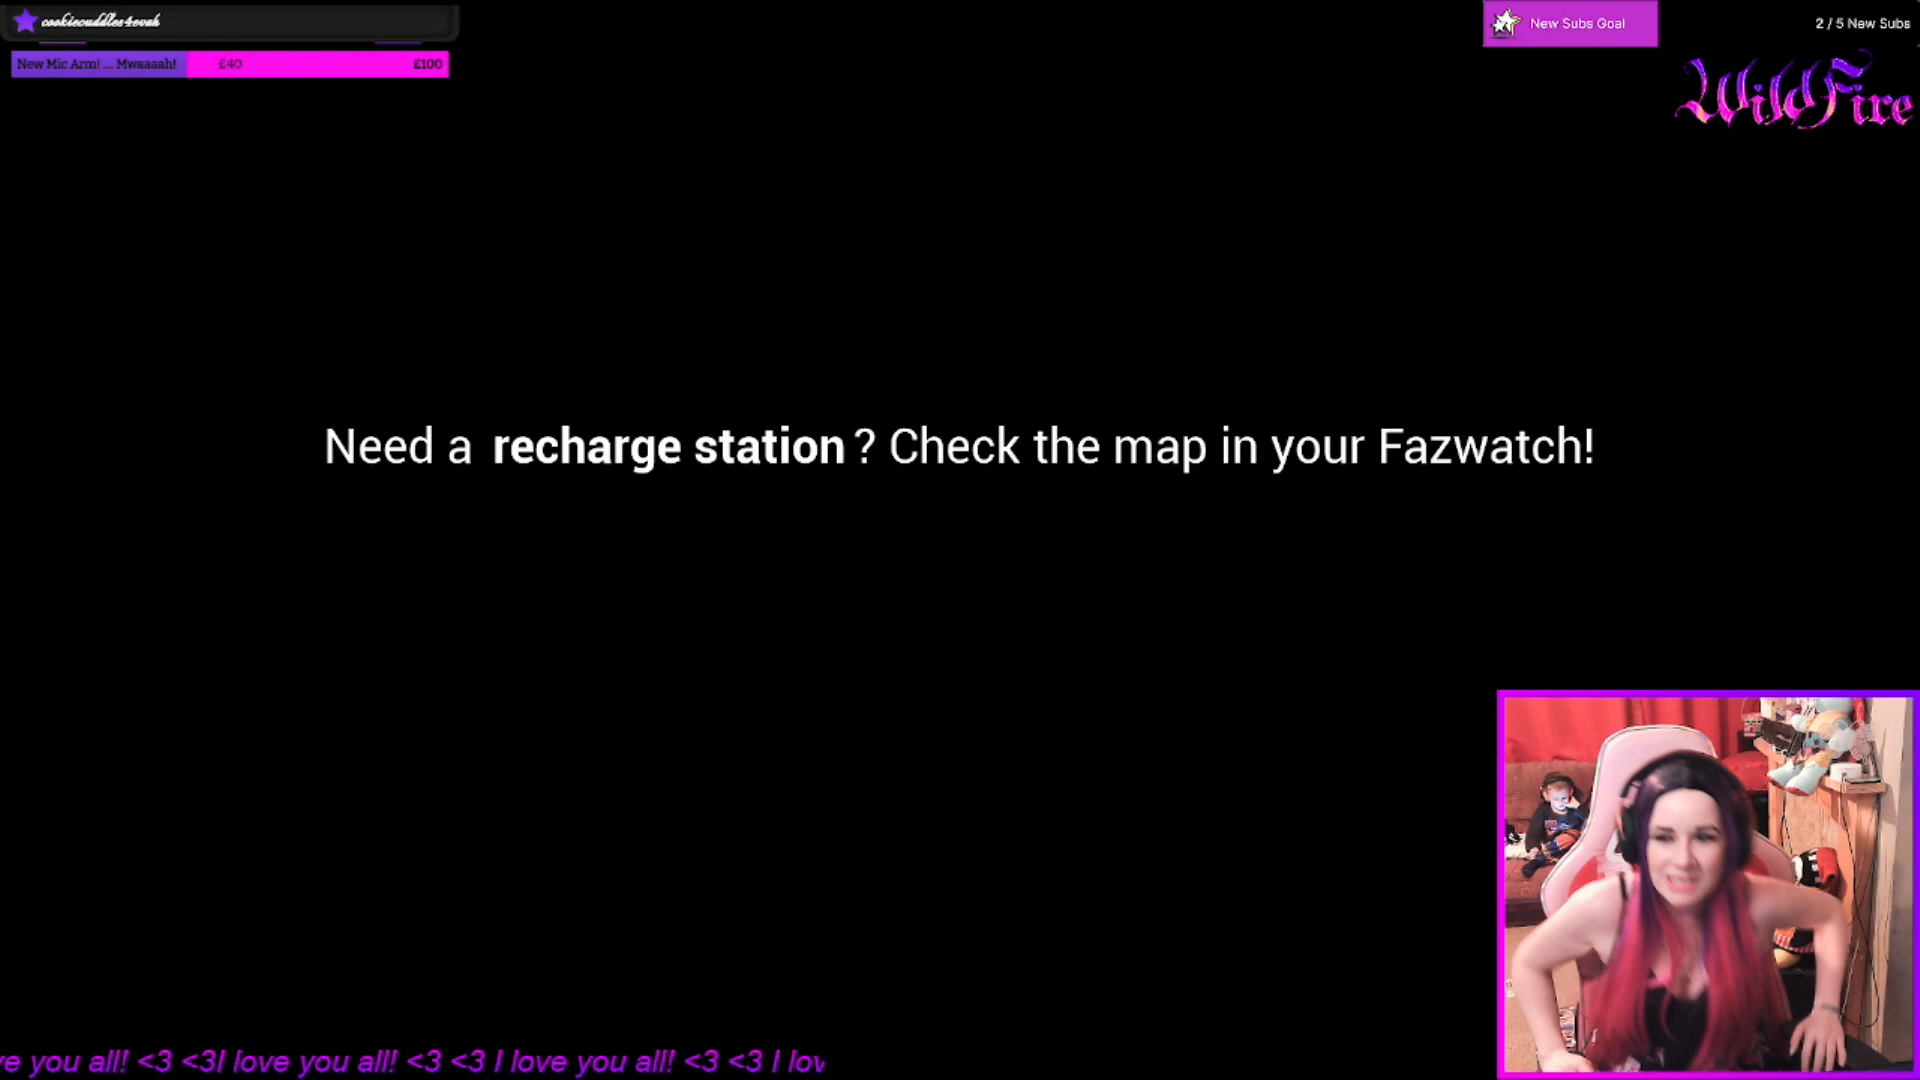 cookiecuddles4evah
New Subs Goal
2 / 5 New Subs
New Mic Arm! ... Mwaaaah!
£40
£100
WildFire
Need a recharge station? Check the map in your Fazwatch!
ve you all! <3 <3I love you all! <3 <3 I love you all! <3 <3 I lov